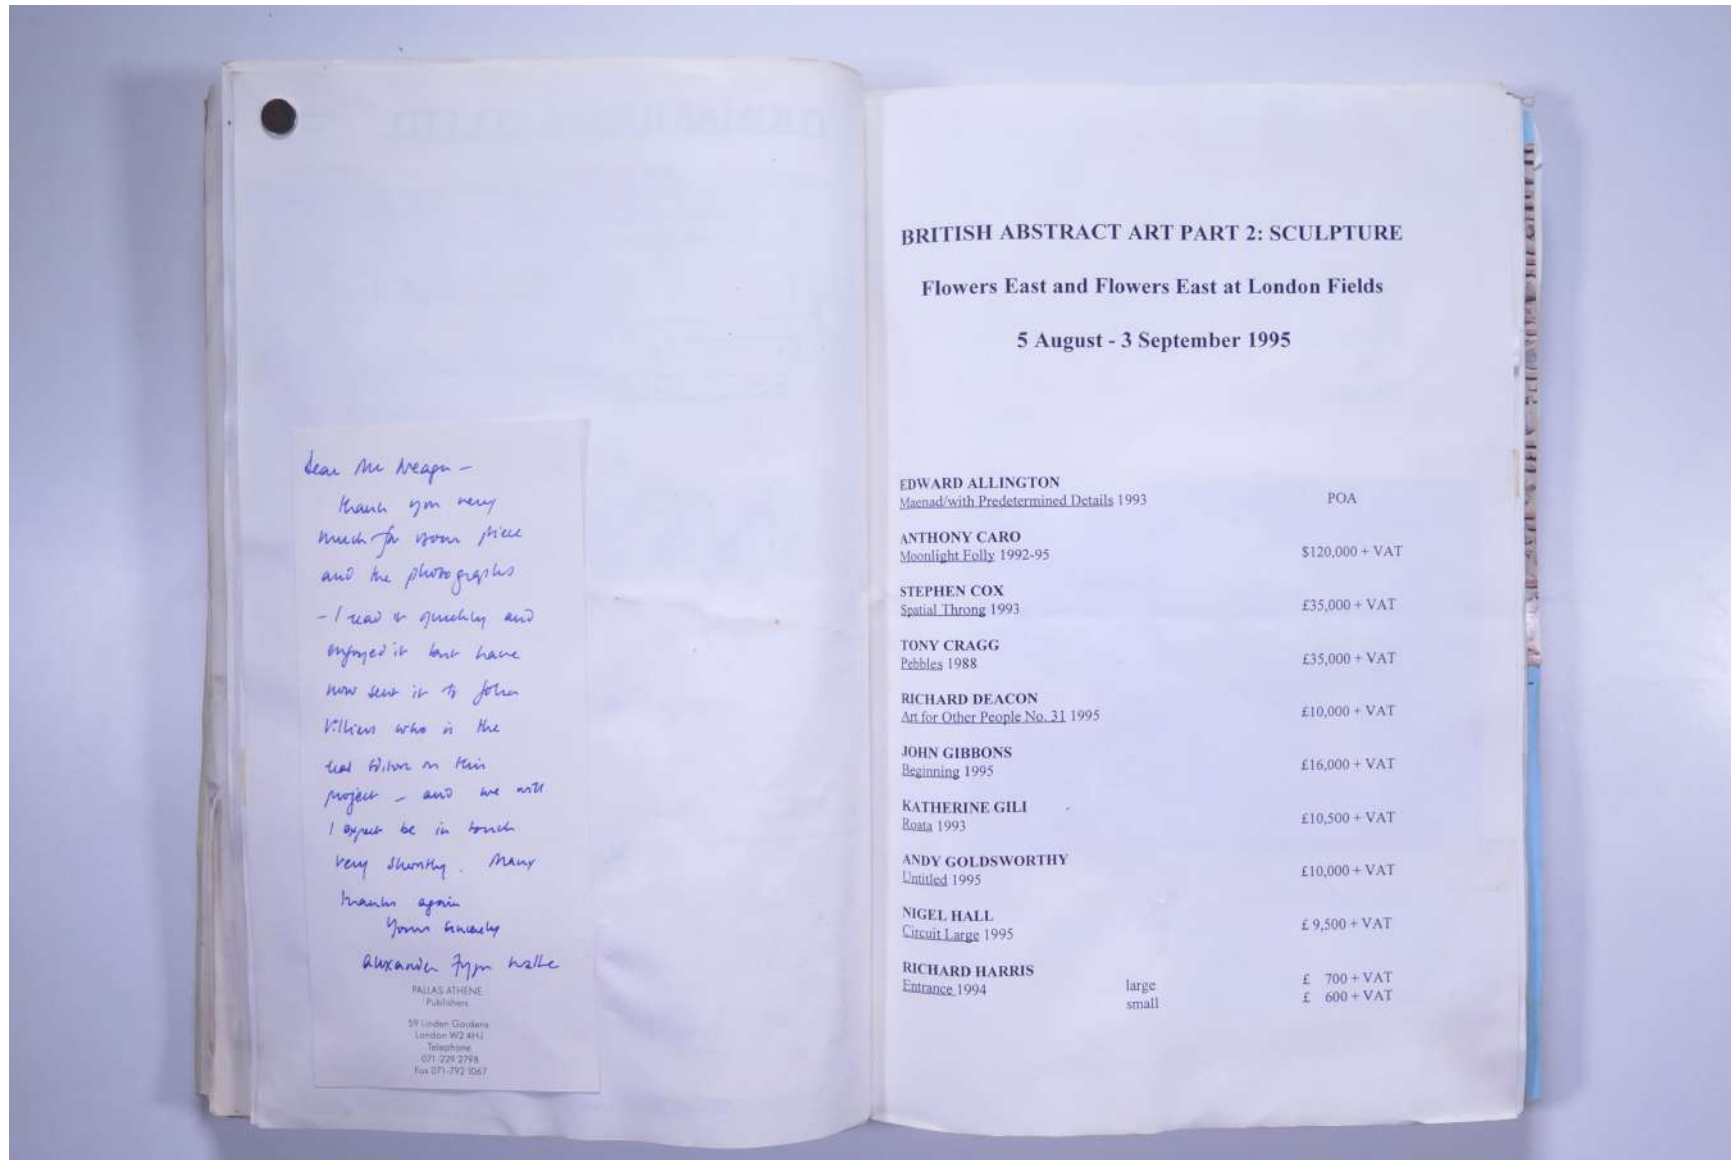 Dear Mr Neagu –
thank you very
much for your piece
and the photographs
– I read it quickly and
enjoyed it but have
now sent it to John
Villiers who is the
editor on this
project – and we will
I expect be in touch
very shortly. Many
thanks again
Yours sincerely
Alexander Fyjis Walke
PALLAS ATHENE
Publishers
59 Linden Gardens
London W2 4HJ
Telephone
071-229 2798
Fax 071-792 1067
BRITISH ABSTRACT ART PART 2: SCULPTURE
Flowers East and Flowers East at London Fields
5 August - 3 September 1995
EDWARD ALLINGTON
Maenad/with Predetermined Details 1993 POA
ANTHONY CARO
Moonlight Folly 1992-95 $120,000 + VAT
STEPHEN COX
Spatial Throng 1993 £35,000 + VAT
TONY CRAGG
Pebbles 1988 £35,000 + VAT
RICHARD DEACON
Art for Other People No. 31 1995 £10,000 + VAT
JOHN GIBBONS
Beginning 1995 £16,000 + VAT
KATHERINE GILI
Roata 1993 £10,500 + VAT
ANDY GOLDSWORTHY
Untitled 1995 £10,000 + VAT
NIGEL HALL
Circuit Large 1995 £ 9,500 + VAT
RICHARD HARRIS
Entrance 1994 large £ 700 + VAT
small £ 600 + VAT